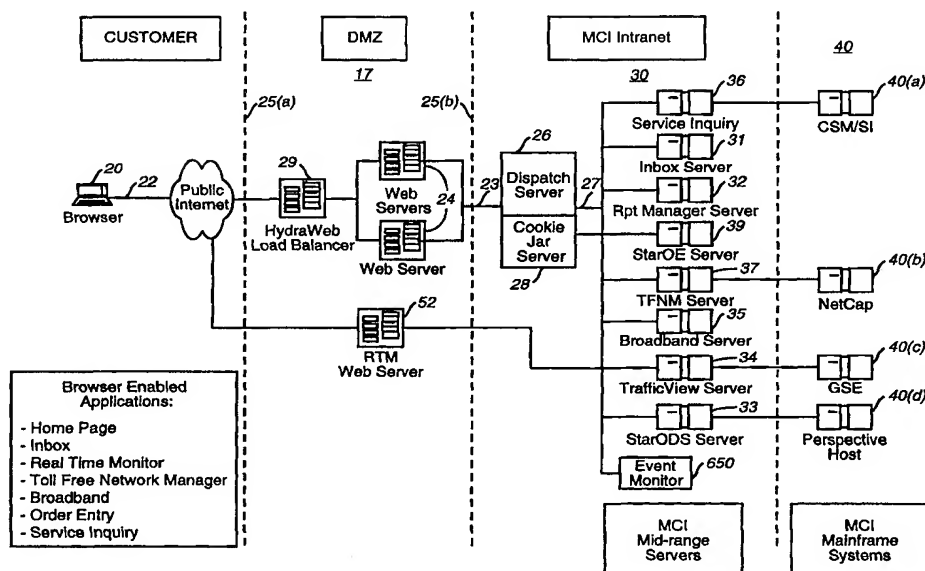 CUSTOMER
DMZ
17
MCI Intranet
40
25(a)
25(b)
30
36
40(a)
Service Inquiry
CSM/SI
31
Inbox Server
26
Dispatch
Server
23
27
Cookie
Jar Server
28
32
Rpt Manager Server
39
StarOE Server
20
22
Browser
Public
Internet
29
HydraWeb
Load Balancer
Web
Servers
24
Web Server
37
TFNM Server
40(b)
NetCap
35
Broadband Server
52
RTM
Web Server
34
TrafficView Server
40(c)
GSE
33
StarODS Server
40(d)
Perspective
Host
Event
Monitor
650
Browser Enabled
Applications:
- Home Page
- Inbox
- Real Time Monitor
- Toll Free Network Manager
- Broadband
- Order Entry
- Service Inquiry
MCI
Mid-range
Servers
MCI
Mainframe
Systems